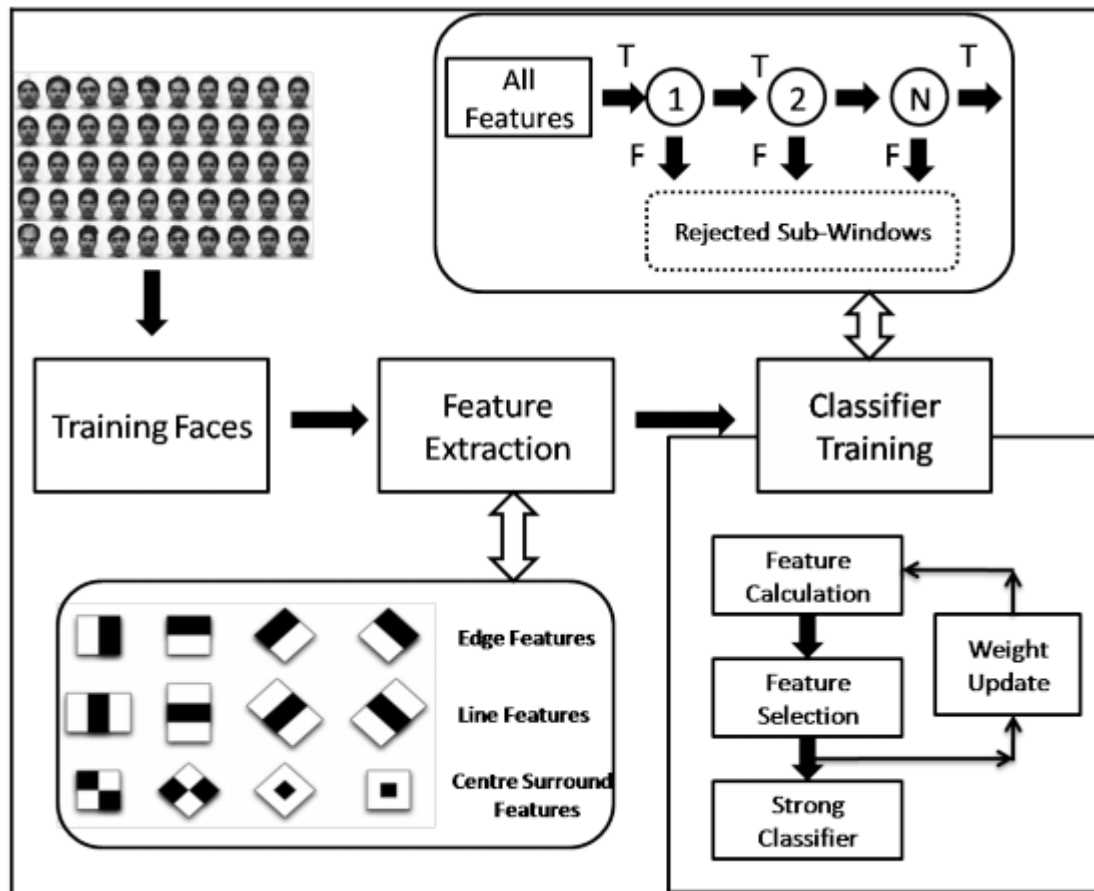 All
Features
T
1
T
2
N
T
F
F
F
Rejected Sub-Windows
Training Faces
Feature
Extraction
Classifier
Training
Edge Features
Line Features
Centre Surround
Features
Feature
Calculation
Feature
Selection
Weight
Update
Strong
Classifier